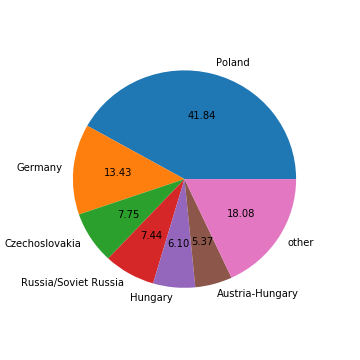 Poland
41.84
Germany
13.43
Czechoslovakia
7.75
Russia/Soviet Russia
7.44
Hungary
6.10
Austria-Hungary
5.37
other
18.08